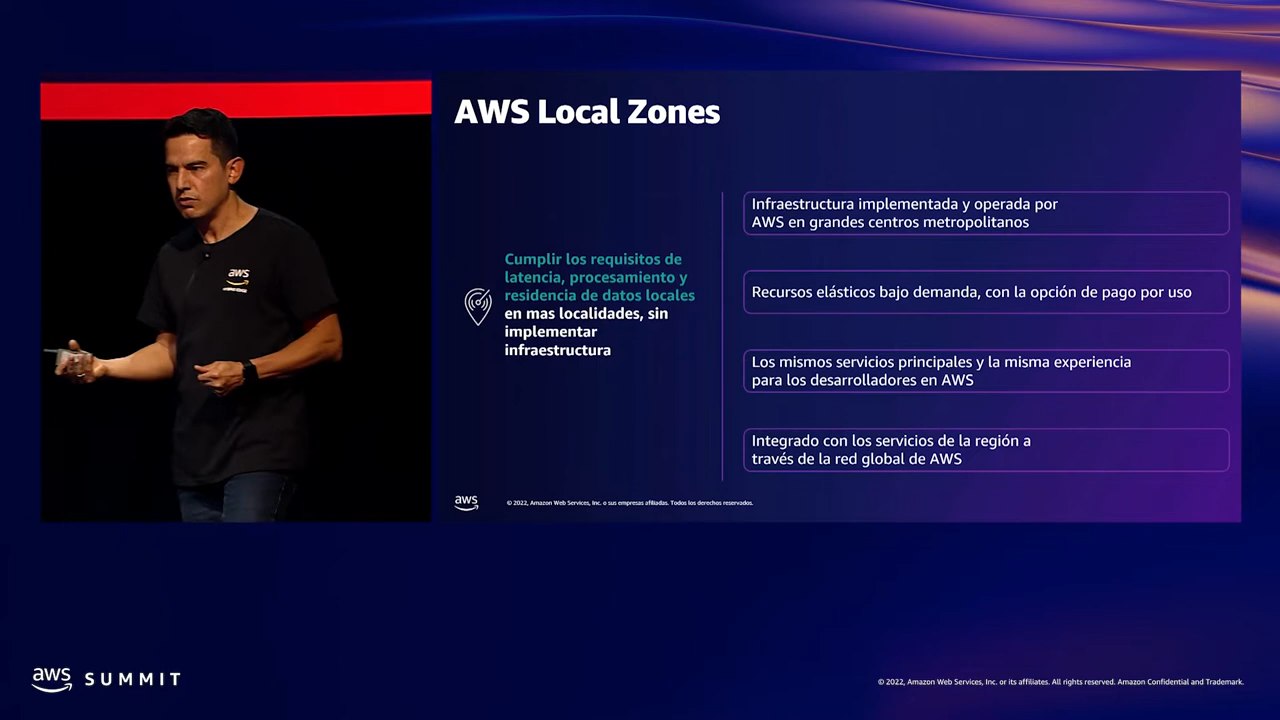 AWS Local Zones
Cumplir los requisitos de
latencia, procesamiento y
residencia de datos locales
en mas localidades, sin
implementar
infraestructura
Infraestructura implementada y operada por
AWS en grandes centros metropolitanos
Recursos elásticos bajo demanda, con la opción de pago por uso
Los mismos servicios principales y la misma experiencia
para los desarrolladores en AWS
Integrado con los servicios de la región a
través de la red global de AWS
aws
© 2022, Amazon Web Services, Inc. o sus empresas afiliadas. Todos los derechos reservados.
aws
aws SUMMIT
© 2022, Amazon Web Services, Inc. or its affiliates. All rights reserved. Amazon Confidential and Trademark.